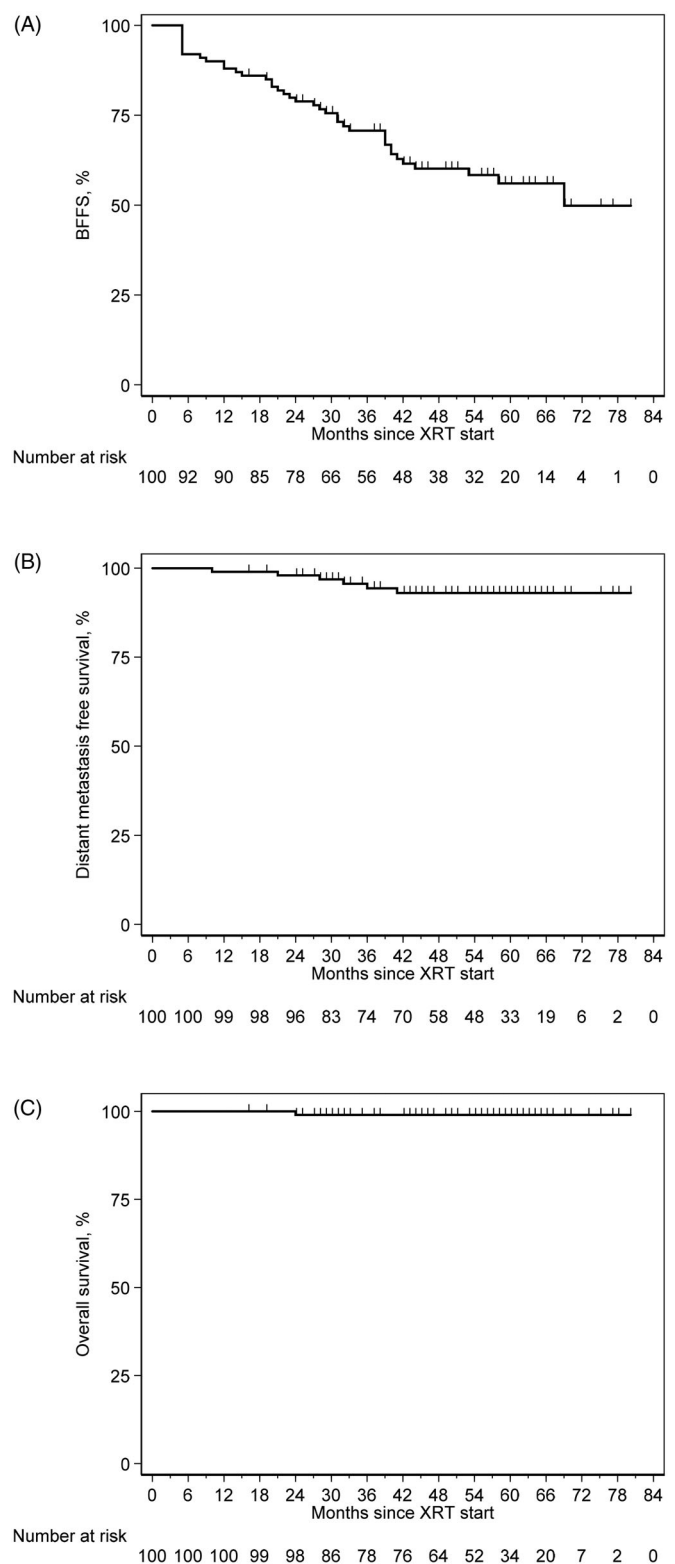 (A)
BFFS, %
100
75
50
25
0
0 6 12 18 24 30 36 42 48 54 60 66 72 78 84
Months since XRT start
Number at risk
100 92 90 85 78 66 56 48 38 32 20 14 4 1 0
(B)
Distant metastasis free survival, %
100
75
50
25
0
0 6 12 18 24 30 36 42 48 54 60 66 72 78 84
Months since XRT start
Number at risk
100 100 99 98 96 83 74 70 58 48 33 19 6 2 0
(C)
Overall survival, %
100
75
50
25
0
0 6 12 18 24 30 36 42 48 54 60 66 72 78 84
Months since XRT start
Number at risk
100 100 100 99 98 86 78 76 64 52 34 20 7 2 0